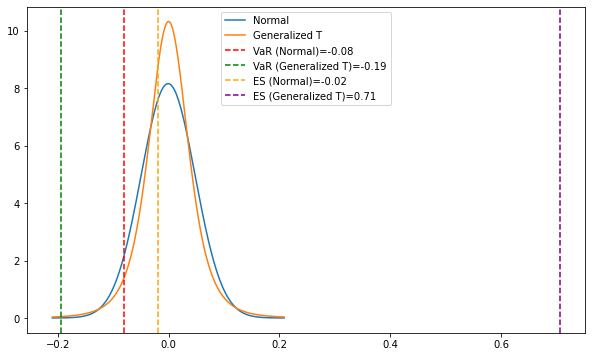 Normal
Generalized T
VaR (Normal)=-0.08
VaR (Generalized T)=-0.19
ES (Normal)=-0.02
ES (Generalized T)=0.71
10
8
6
4
2
0
−0.2
0.0
0.2
0.4
0.6